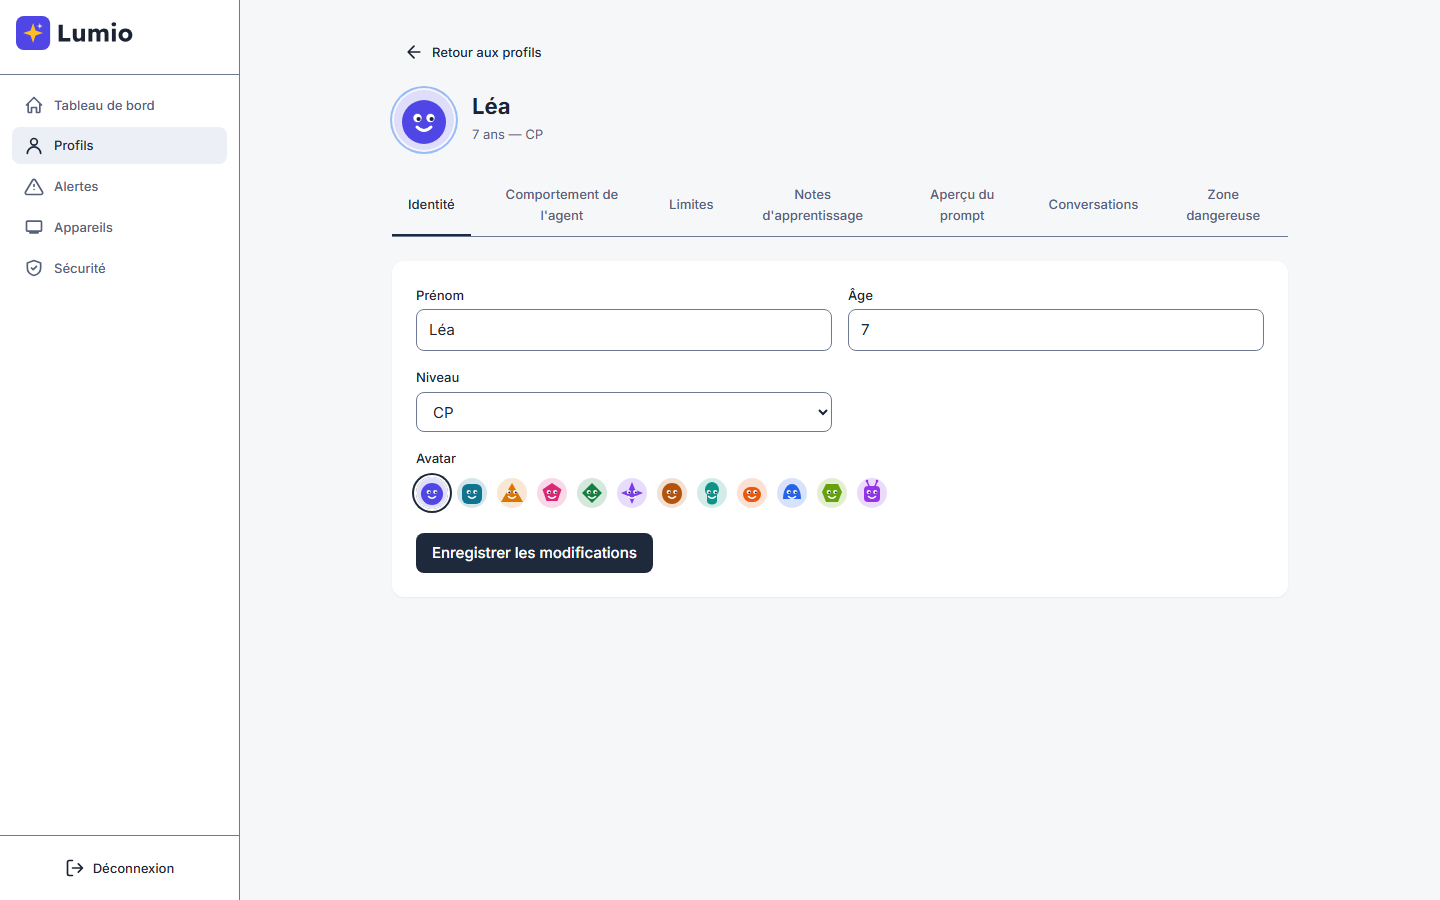 Lumio
Tableau de bord
Profils
Alertes
Appareils
Sécurité
Déconnexion
Retour aux profils
Léa
7 ans — CP
Identité
Comportement de
l'agent
Limites
Notes
d'apprentissage
Aperçu du
prompt
Conversations
Zone
dangereuse
Prénom
Léa
Âge
7
Niveau
CP
Avatar
Enregistrer les modifications